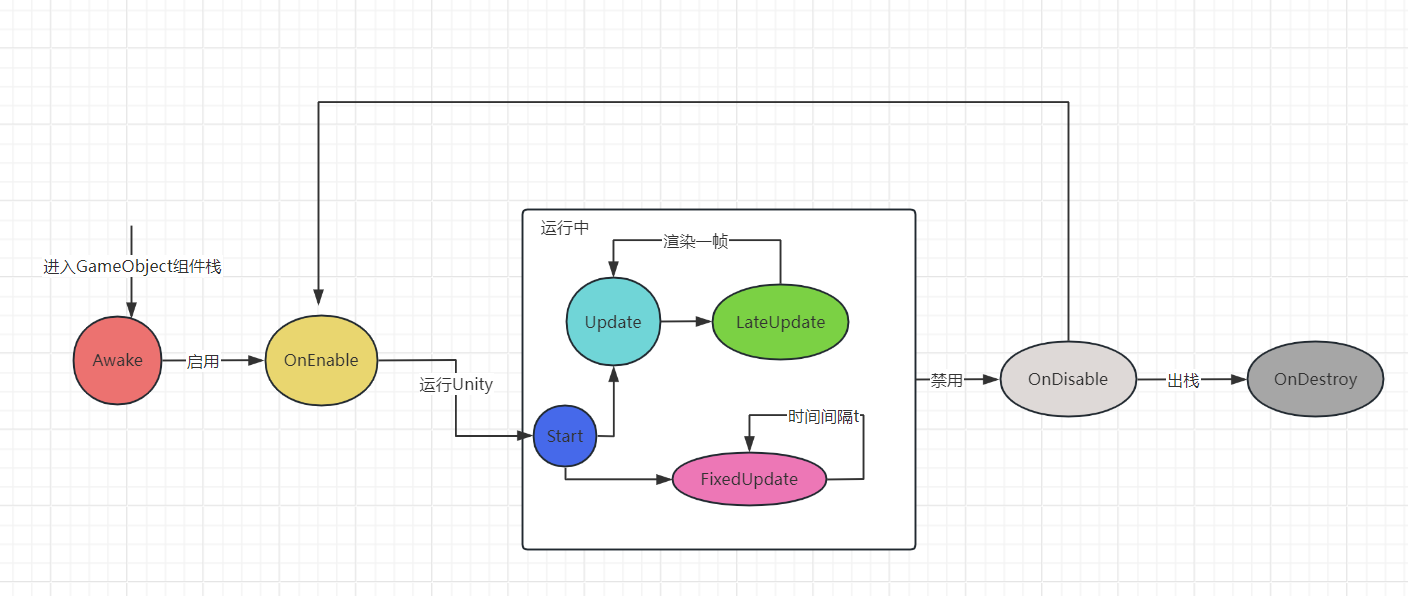 进入GameObject组件栈
Awake
启用
OnEnable
运行Unity
运行中
渲染一帧
Update
LateUpdate
Start
时间间隔t
FixedUpdate
禁用
OnDisable
出栈
OnDestroy